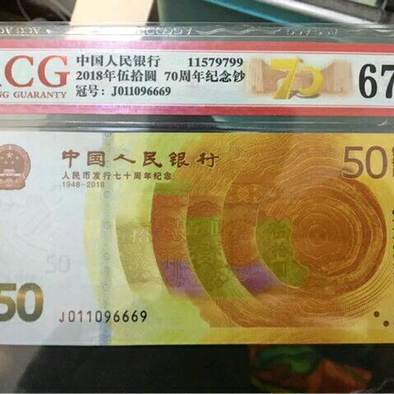 中国人民银行 11579799
ACG
2018年伍拾圆 70周年纪念钞
70
67
NG GUARANTY
冠号：J011096669
中国人民银行
50
人民币发行七十周年纪念
1948-2018
50
50
J011096669